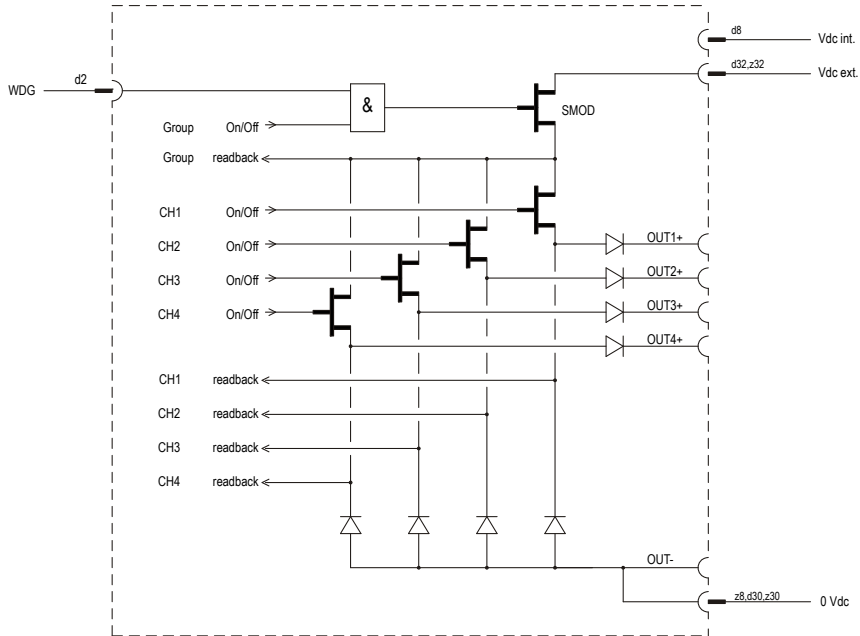 d8 Vdc int.
d32,z32 Vdc ext.
WDG d2
&
SMOD
Group On/Off
Group readback
CH1 On/Off
OUT1+
CH2 On/Off
OUT2+
CH3 On/Off
OUT3+
CH4 On/Off
OUT4+
CH1 readback
CH2 readback
CH3 readback
CH4 readback
OUT-
z8,d30,z30 0 Vdc